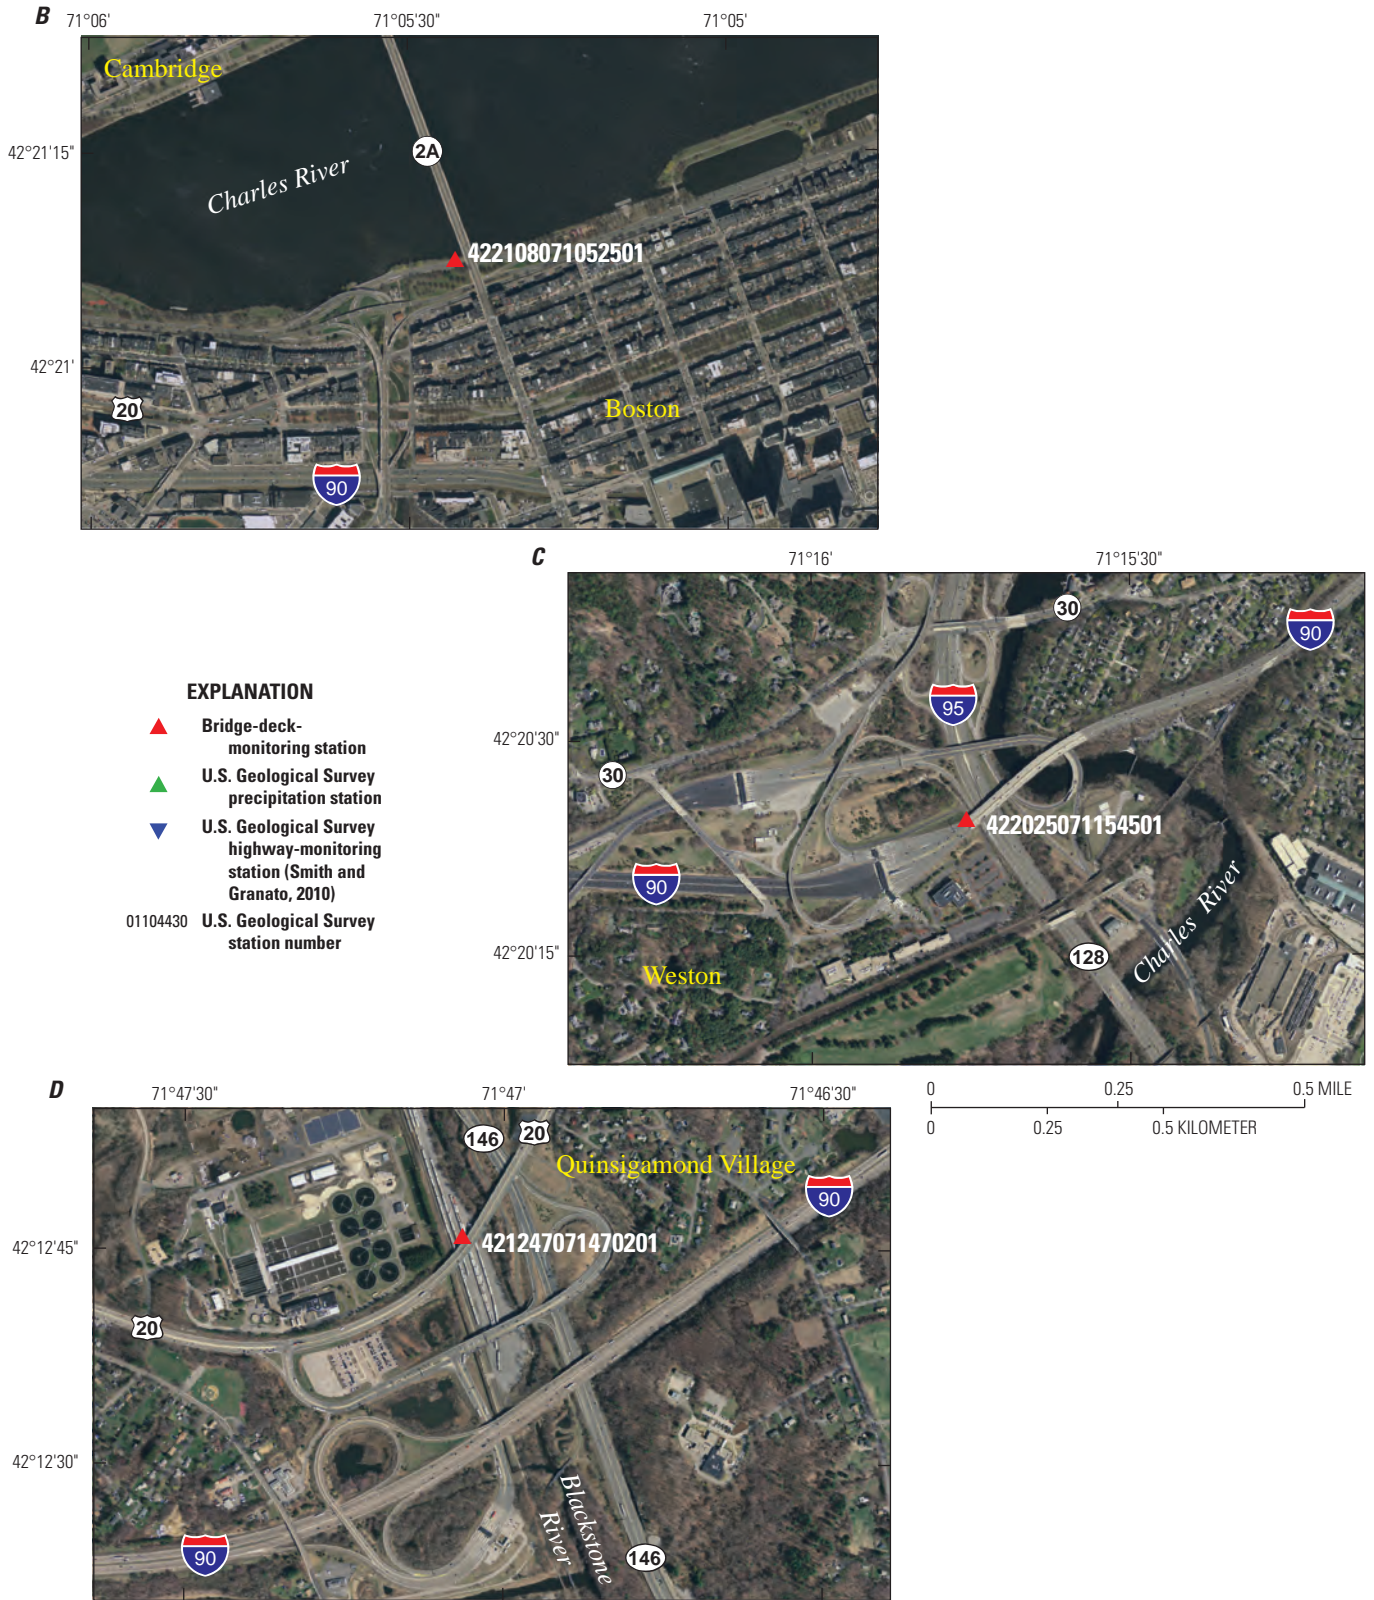 B
71°06'
71°05'30"
71°05'
Cambridge
42°21'15"
2A
Charles River
422108071052501
42°21'
20
Boston
90
C
71°16'
71°15'30"
30
90
95
42°20'30"
30
422025071154501
90
Charles River
42°20'15"
128
Weston
EXPLANATION
Bridge-deck-
monitoring station
U.S. Geological Survey
precipitation station
U.S. Geological Survey
highway-monitoring
station (Smith and
Granato, 2010)
01104430 U.S. Geological Survey
station number
D
71°47'30"
71°47'
71°46'30"
0 0.25 0.5 MILE
0 0.25 0.5 KILOMETER
146
20
Quinsigamond Village
90
42°12'45"
421247071470201
20
42°12'30"
Blackstone
River
90
146